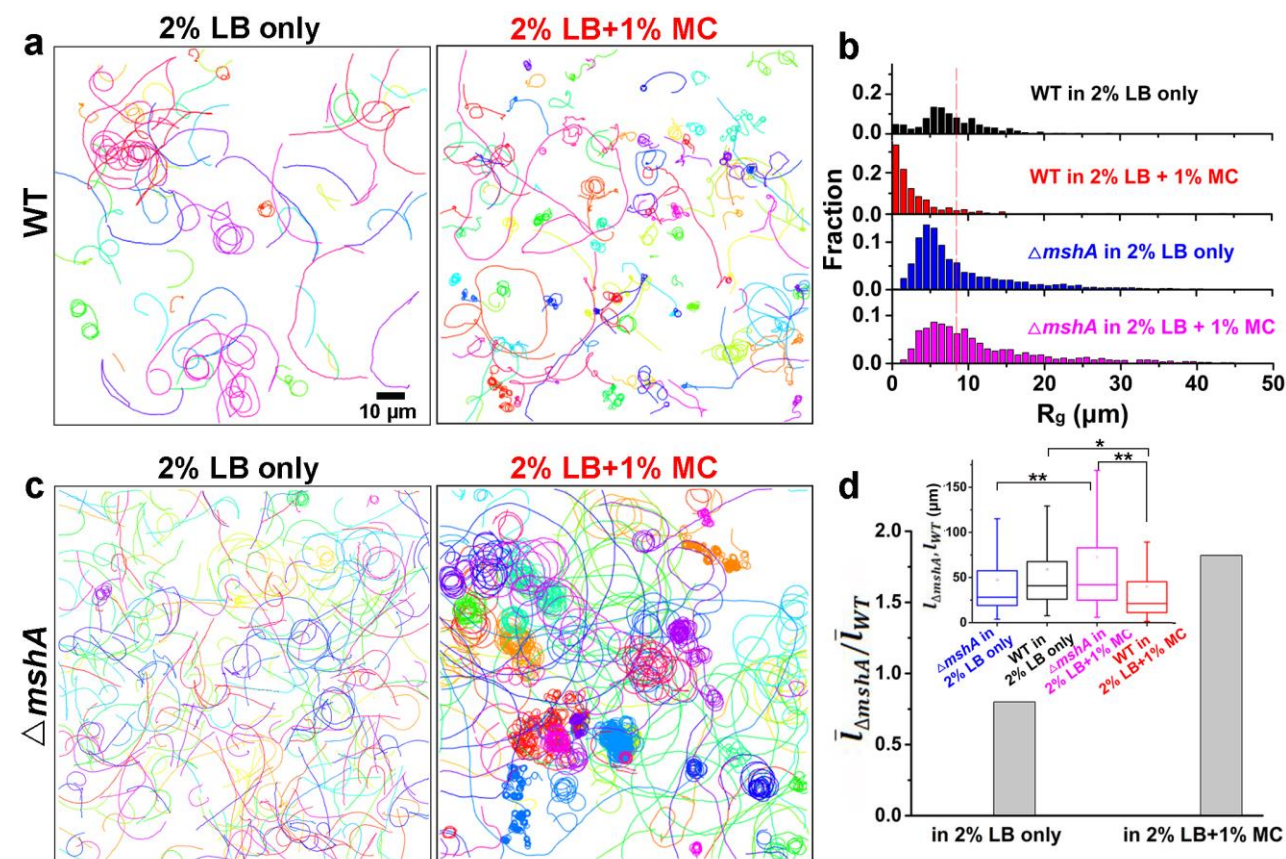 a
2% LB only
2% LB+1% MC
WT
10 µm
b
Fraction
0.2
0.0
WT in 2% LB only
0.2
0.0
WT in 2% LB + 1% MC
0.1
0.0
△mshA in 2% LB only
0.1
0.0
△mshA in 2% LB + 1% MC
0 10 20 30 40 50
Rg (µm)
c
2% LB only
2% LB+1% MC
△mshA
d
l̄ΔmshA/l̄WT
2.0
1.5
1.0
0.5
0.0
in 2% LB only
in 2% LB+1% MC
lΔmshA, lWT (µm)
150
100
50
0
*
**
**
△mshA in
2% LB only
WT in
2% LB only
△mshA in
2% LB+1% MC
WT in
2% LB+1% MC